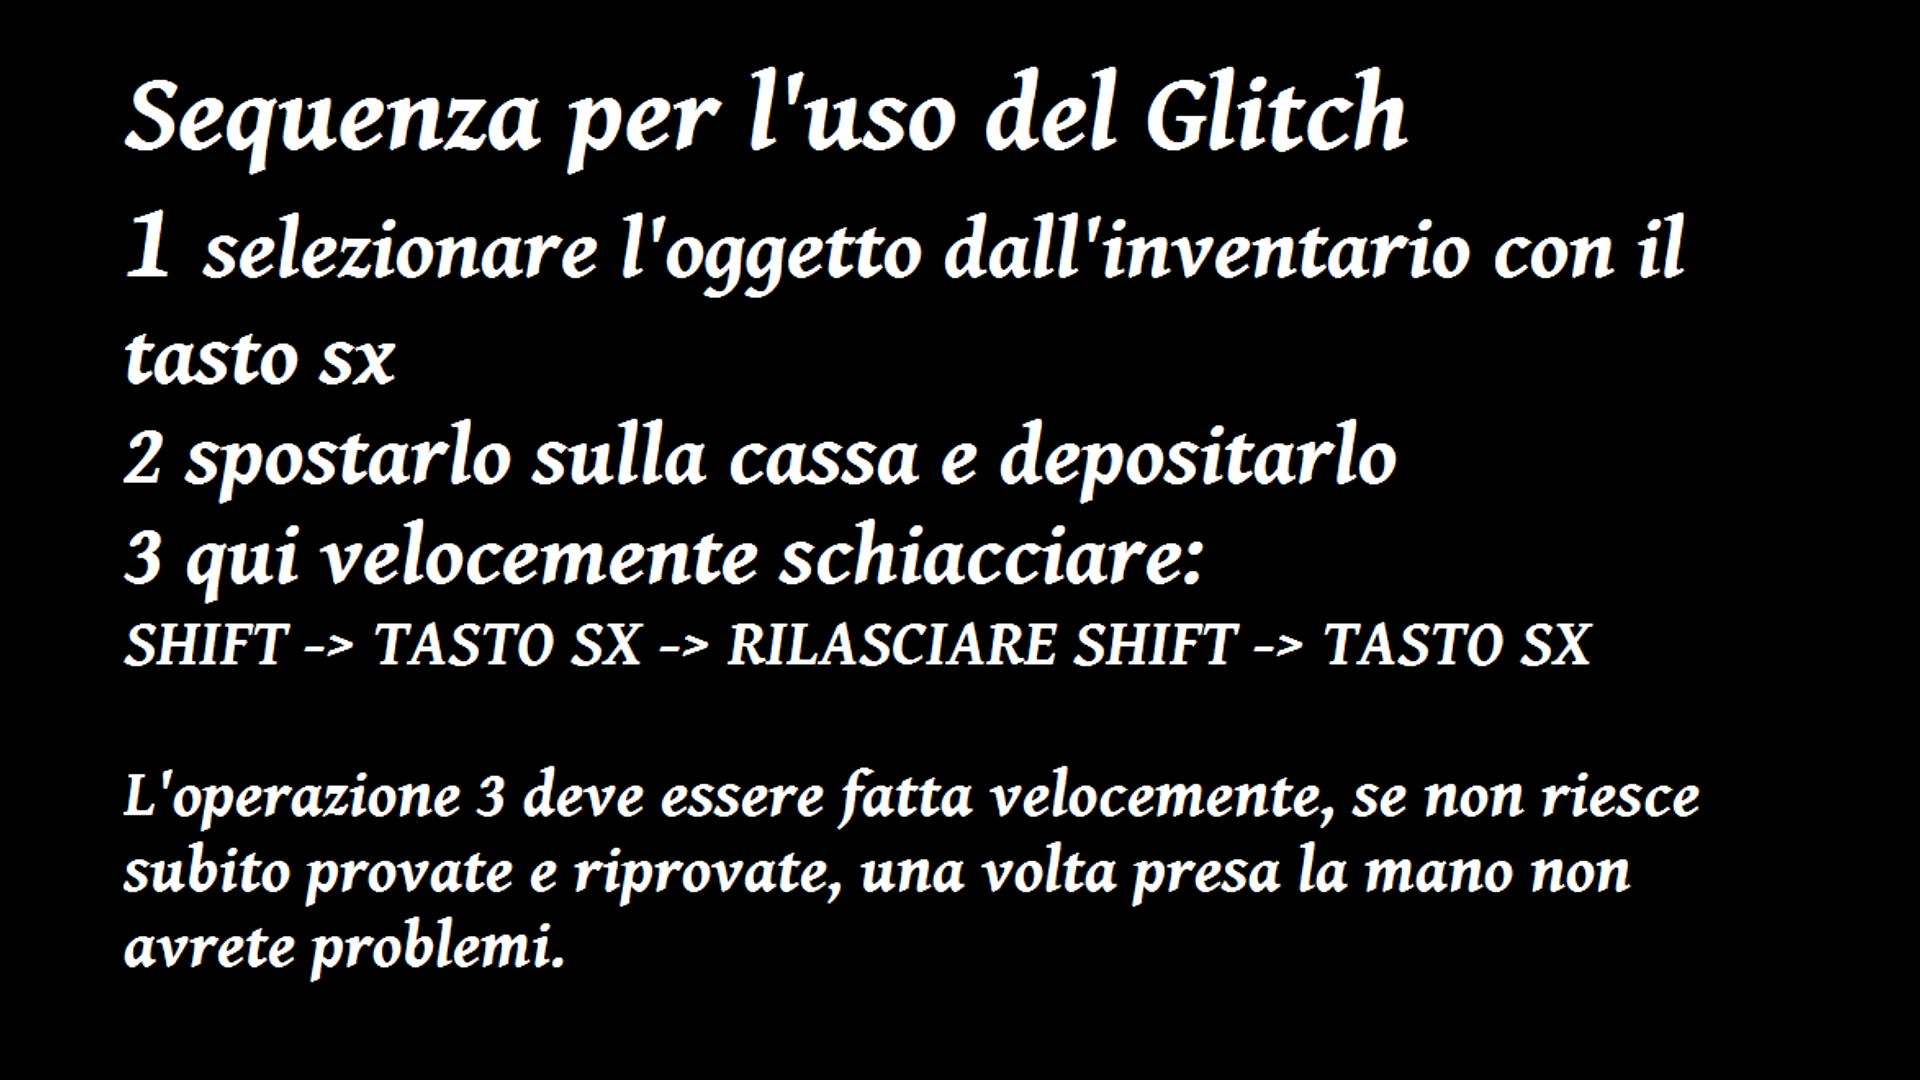 Sequenza per l'uso del Glitch
1 selezionare l'oggetto dall'inventario con il
tasto sx
2 spostarlo sulla cassa e depositarlo
3 qui velocemente schiacciare:
SHIFT -> TASTO SX -> RILASCIARE SHIFT -> TASTO SX
L'operazione 3 deve essere fatta velocemente, se non riesce
subito provate e riprovate, una volta presa la mano non
avrete problemi.